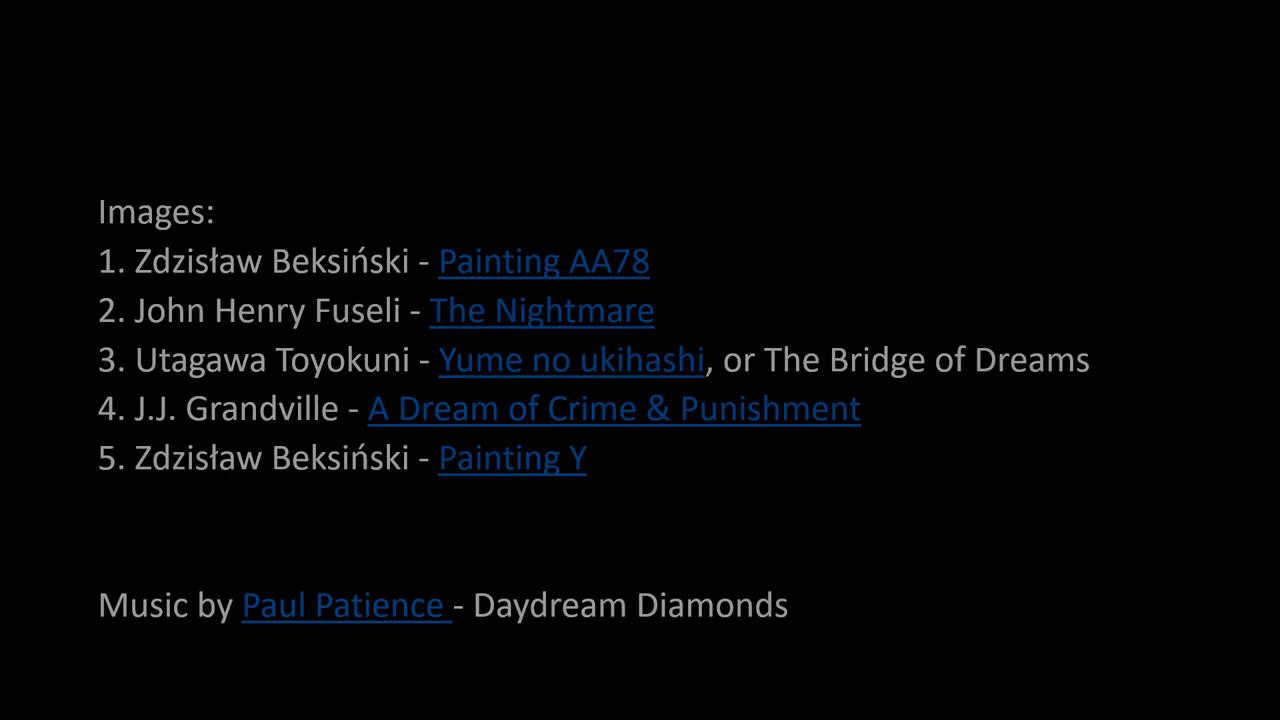 Images:
1. Zdzisław Beksiński - Painting AA78
2. John Henry Fuseli - The Nightmare
3. Utagawa Toyokuni - Yume no ukihashi, or The Bridge of Dreams
4. J.J. Grandville - A Dream of Crime & Punishment
5. Zdzisław Beksiński - Painting Y
Music by Paul Patience - Daydream Diamonds